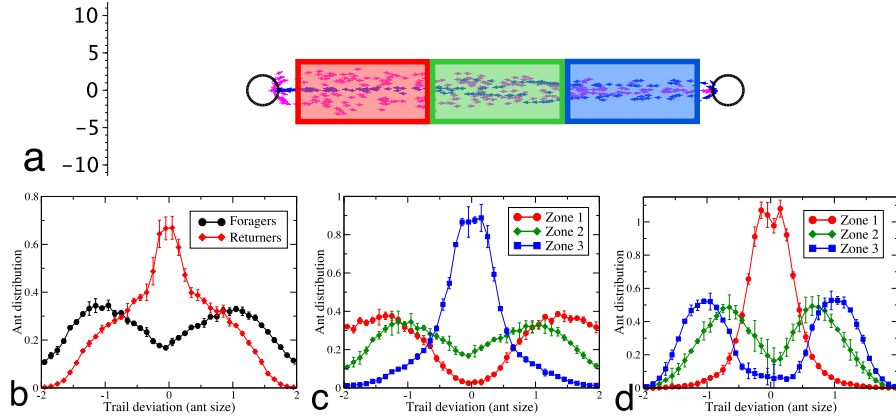 10
5
0
-5
-10
a
0.8
0.6
0.4
0.2
0
Ant distribution
Foragers
Returners
-2 -1 0 1 2
Trail deviation (ant size)
b
1
0.8
0.6
0.4
0.2
0
Ant distribution
Zone 1
Zone 2
Zone 3
-2 -1 0 1 2
Trail deviation (ant size)
c
1
0.8
0.6
0.4
0.2
0
Ant distribution
Zone 1
Zone 2
Zone 3
-2 -1 0 1
Trail deviation (ant size)
d